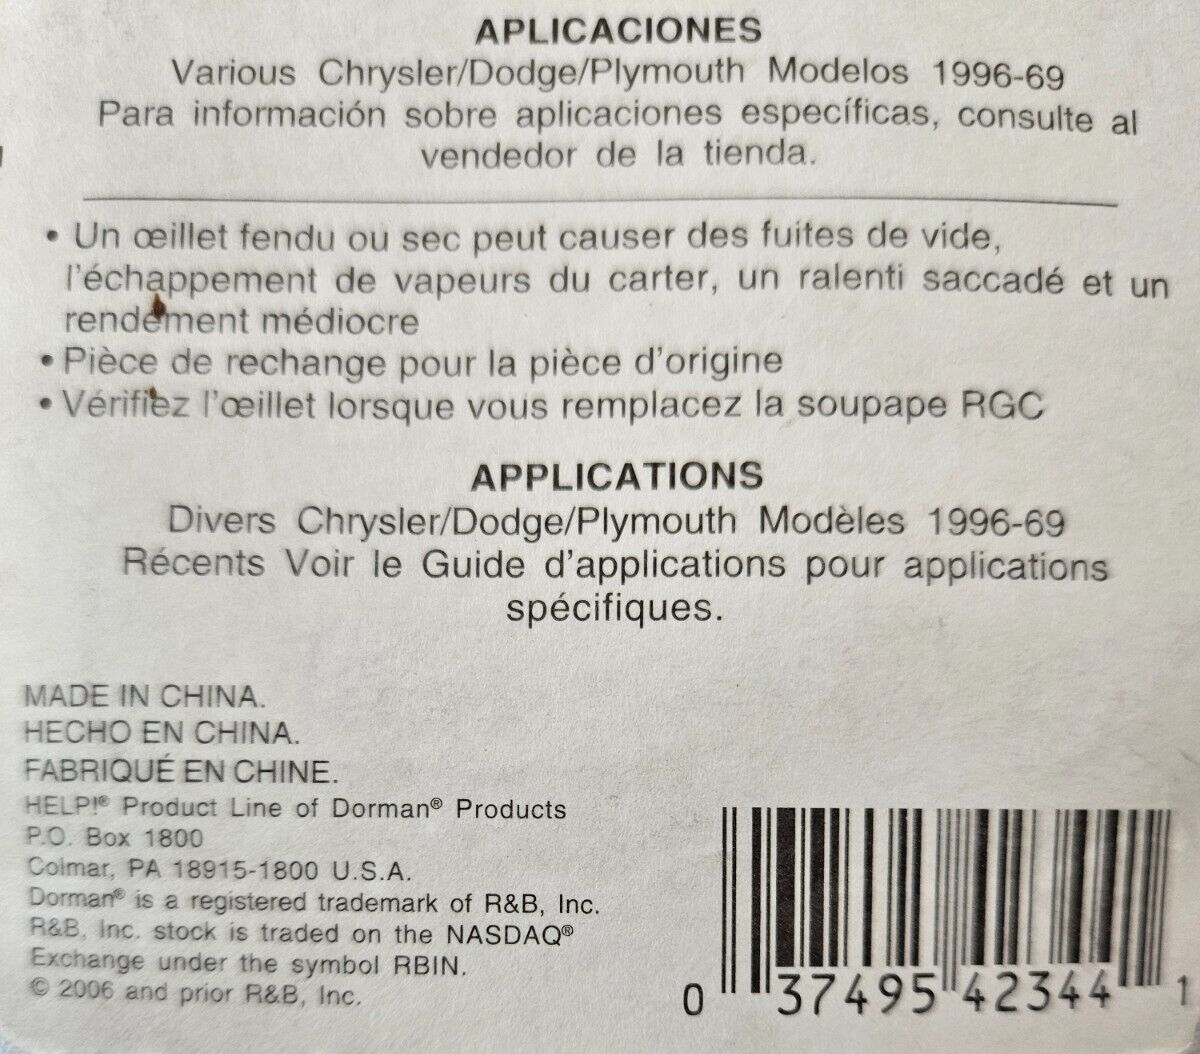 APLICACIONES
Various Chrysler/Dodge/Plymouth Modelos 1996-69
Para información sobre aplicaciones específicas, consulte al
vendedor de la tienda.
• Un œillet fendu ou sec peut causer des fuites de vide,
l'échappement de vapeurs du carter, un ralenti saccadé et un
rendement médiocre
• Pièce de rechange pour la pièce d'origine
• Vérifiez l'œillet lorsque vous remplacez la soupape RGC
APPLICATIONS
Divers Chrysler/Dodge/Plymouth Modèles 1996-69
Récents Voir le Guide d'applications pour applications
spécifiques.
MADE IN CHINA.
HECHO EN CHINA.
FABRIQUÉ EN CHINE.
HELP!® Product Line of Dorman® Products
P.O. Box 1800
Colmar, PA 18915-1800 U.S.A.
Dorman® is a registered trademark of R&B, Inc.
R&B, Inc. stock is traded on the NASDAQ®
Exchange under the symbol RBIN.
© 2006 and prior R&B, Inc.
0 37495 42344 1